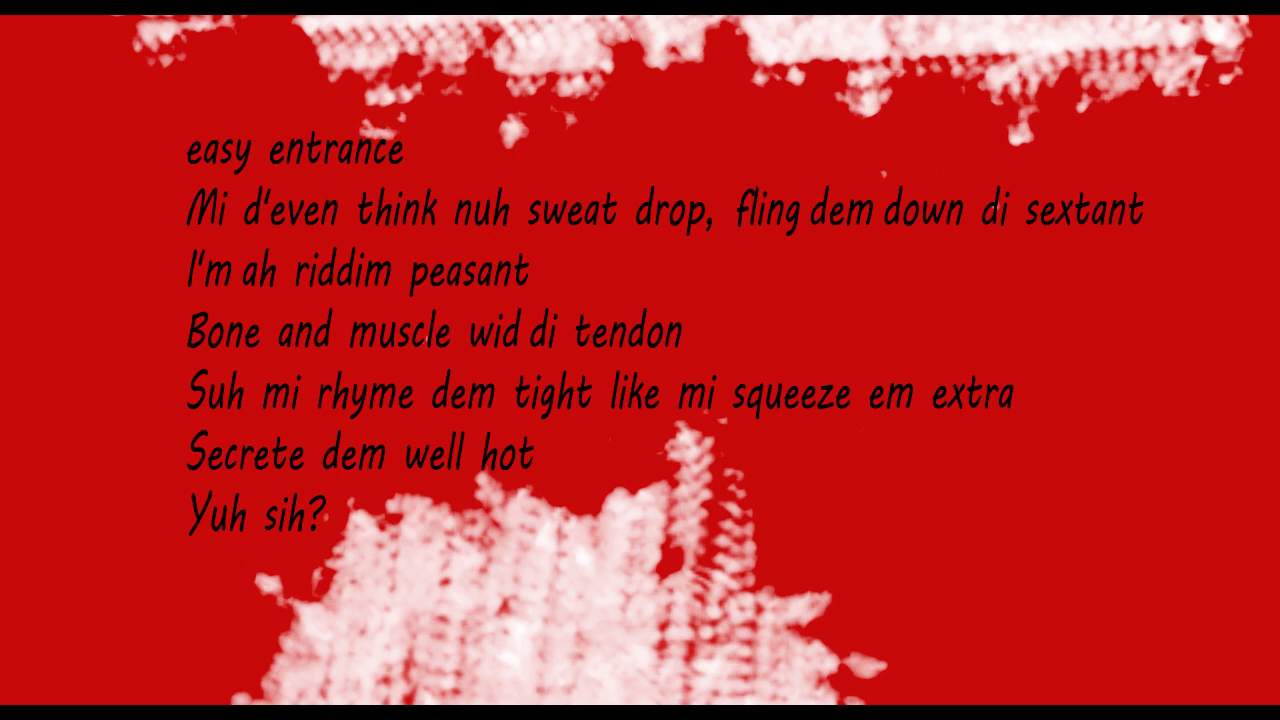 easy entrance
Mi d'even think nuh sweat drop, fling dem down di sextant
I'm ah riddim peasant
Bone and muscle wid di tendon
Suh mi rhyme dem tight like mi squeeze em extra
Secrete dem well hot
Yuh sih?